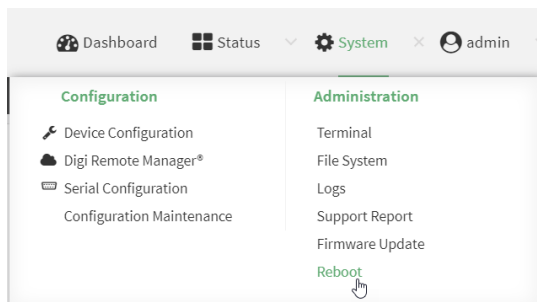 Dashboard Status System admin
Configuration
Device Configuration
Digi Remote Manager®
Serial Configuration
Configuration Maintenance
Administration
Terminal
File System
Logs
Support Report
Firmware Update
Reboot